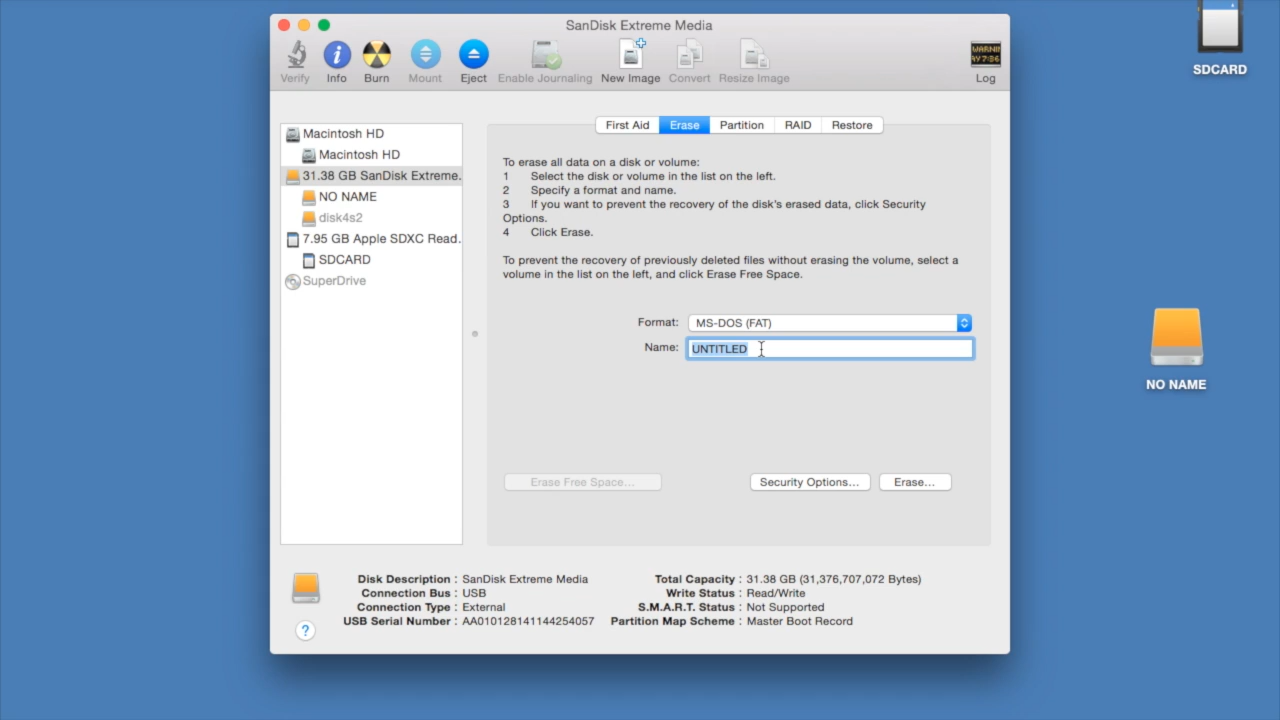 SanDisk Extreme Media
Verify
Info
Burn
Mount
Eject
Enable Journaling
New Image
Convert
Resize Image
WARNIN
AY 7:36
Log
SDCARD
Macintosh HD
Macintosh HD
31.38 GB SanDisk Extreme.
NO NAME
disk4s2
7.95 GB Apple SDXC Read.
SDCARD
SuperDrive
First Aid
Erase
Partition
RAID
Restore
To erase all data on a disk or volume:
1 Select the disk or volume in the list on the left.
2 Specify a format and name.
3 If you want to prevent the recovery of the disk's erased data, click Security
Options.
4 Click Erase.
To prevent the recovery of previously deleted files without erasing the volume, select a
volume in the list on the left, and click Erase Free Space.
Format: MS-DOS (FAT)
Name: UNTITLED
Erase Free Space...
Security Options...
Erase...
NO NAME
Disk Description : SanDisk Extreme Media
Connection Bus : USB
Connection Type : External
USB Serial Number : AA010128141144254057
Total Capacity : 31.38 GB (31,376,707,072 Bytes)
Write Status : Read/Write
S.M.A.R.T. Status : Not Supported
Partition Map Scheme : Master Boot Record
?